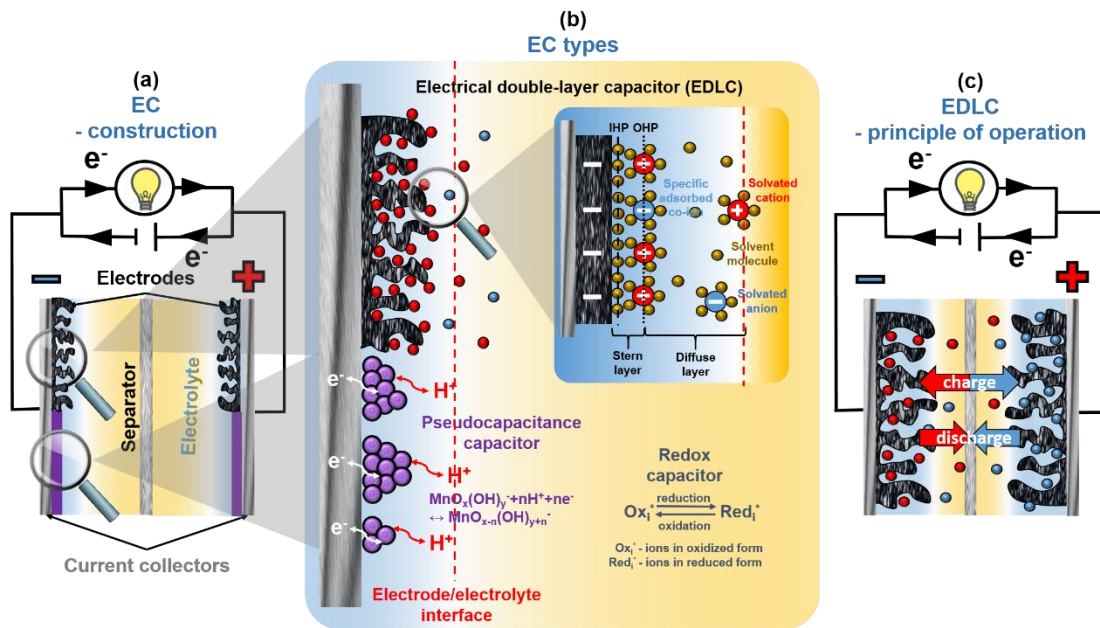 (a)
EC
- construction
e⁻
e⁻
−
+
Electrodes
Separator
Electrolyte
Current collectors
(b)
EC types
Electrical double-layer capacitor (EDLC)
IHP OHP
Specific
adsorbed
co-ion
Solvated
cation
Solvent
molecule
Solvated
anion
Stern
layer
Diffuse
layer
e⁻
H⁺
Pseudocapacitance
capacitor
e⁻
H⁺
MnOₓ(OH)ᵧ⁻+nH⁺+ne⁻
↔ MnOₓ₋ₙ(OH)ᵧ₊ₙ⁻
e⁻
H⁺
Electrode/electrolyte
interface
Redox
capacitor
reduction
Oxᵢ* ⇌ Redᵢ*
oxidation
Oxᵢ* - ions in oxidized form
Redᵢ* - ions in reduced form
(c)
EDLC
- principle of operation
e⁻
e⁻
−
+
charge
discharge